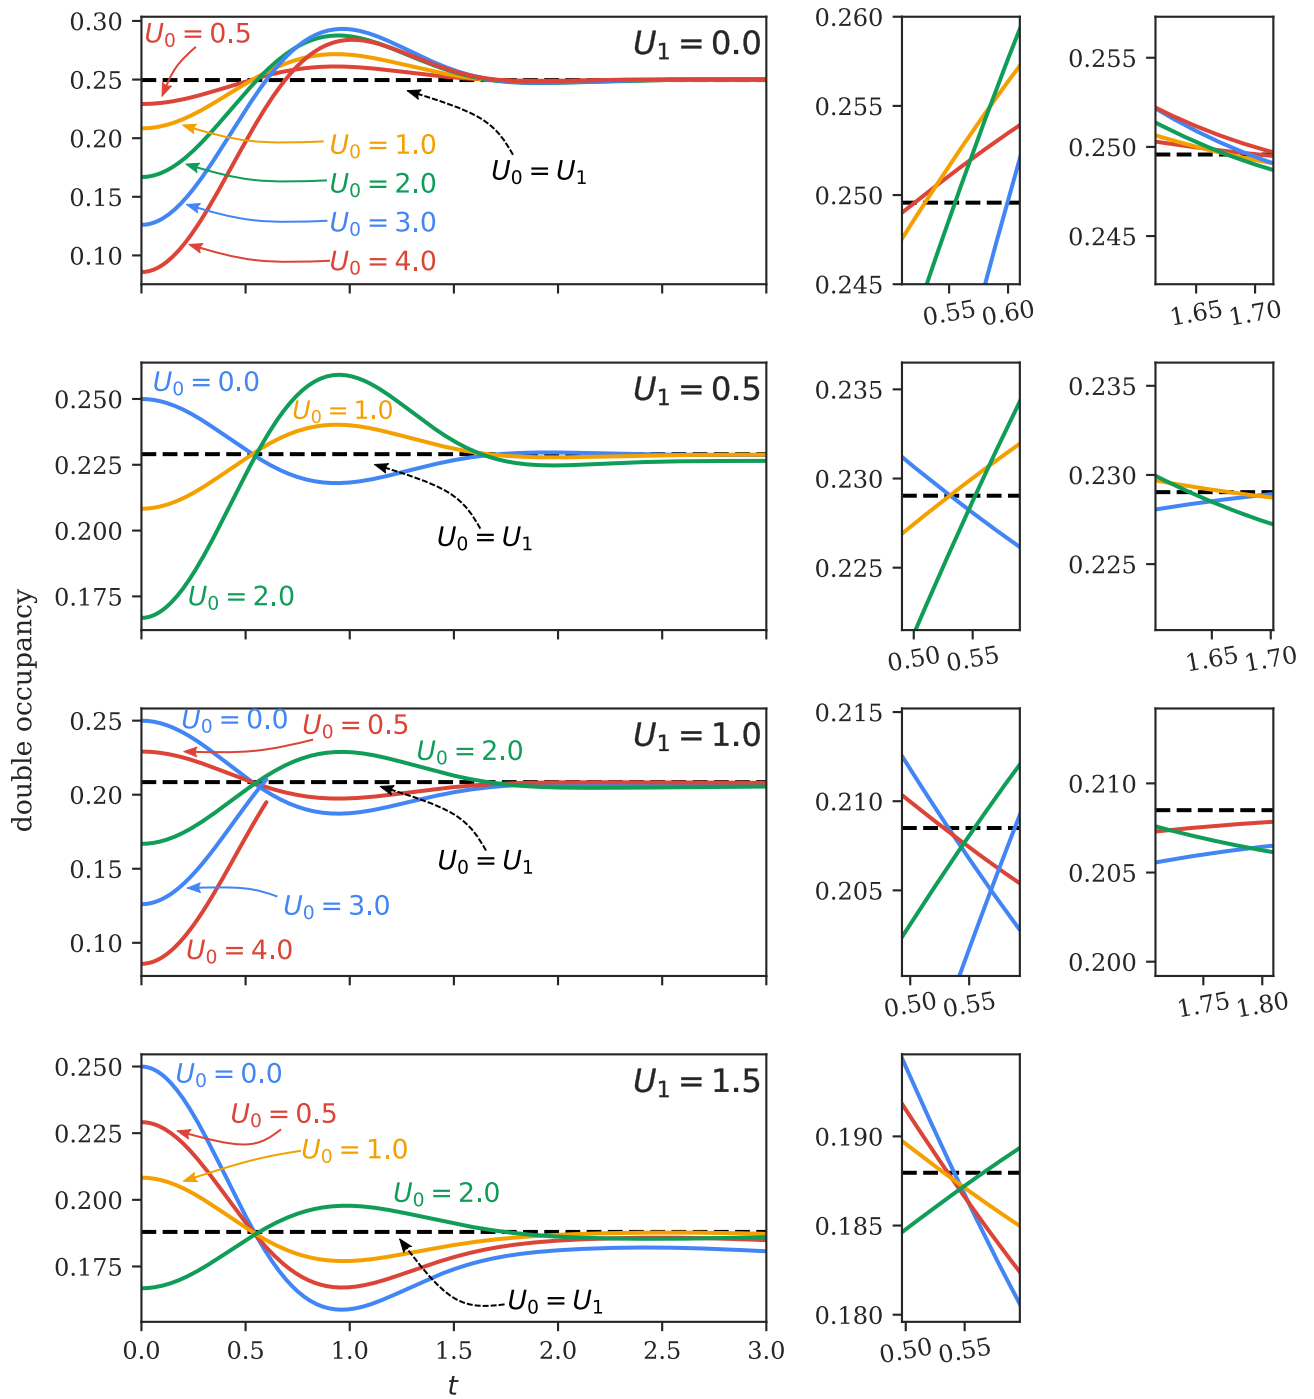 double occupancy
0.30
0.25
0.20
0.15
0.10
U₀ = 0.5
U₁ = 0.0
U₀ = 1.0
U₀ = U₁
U₀ = 2.0
U₀ = 3.0
U₀ = 4.0
0.260
0.255
0.250
0.245
0.55 0.60
0.255
0.250
0.245
1.65 1.70
0.250
0.225
0.200
0.175
U₀ = 0.0
U₁ = 0.5
U₀ = 1.0
U₀ = U₁
U₀ = 2.0
0.235
0.230
0.225
0.50 0.55
0.235
0.230
0.225
1.65 1.70
0.25
0.20
0.15
0.10
U₀ = 0.0
U₀ = 0.5
U₁ = 1.0
U₀ = 2.0
U₀ = U₁
U₀ = 3.0
U₀ = 4.0
0.215
0.210
0.205
0.50 0.55
0.210
0.205
0.200
1.75 1.80
0.250
0.225
0.200
0.175
U₀ = 0.0
U₁ = 1.5
U₀ = 0.5
U₀ = 1.0
U₀ = 2.0
U₀ = U₁
0.0 0.5 1.0 1.5 2.0 2.5 3.0
t
0.190
0.185
0.180
0.50 0.55